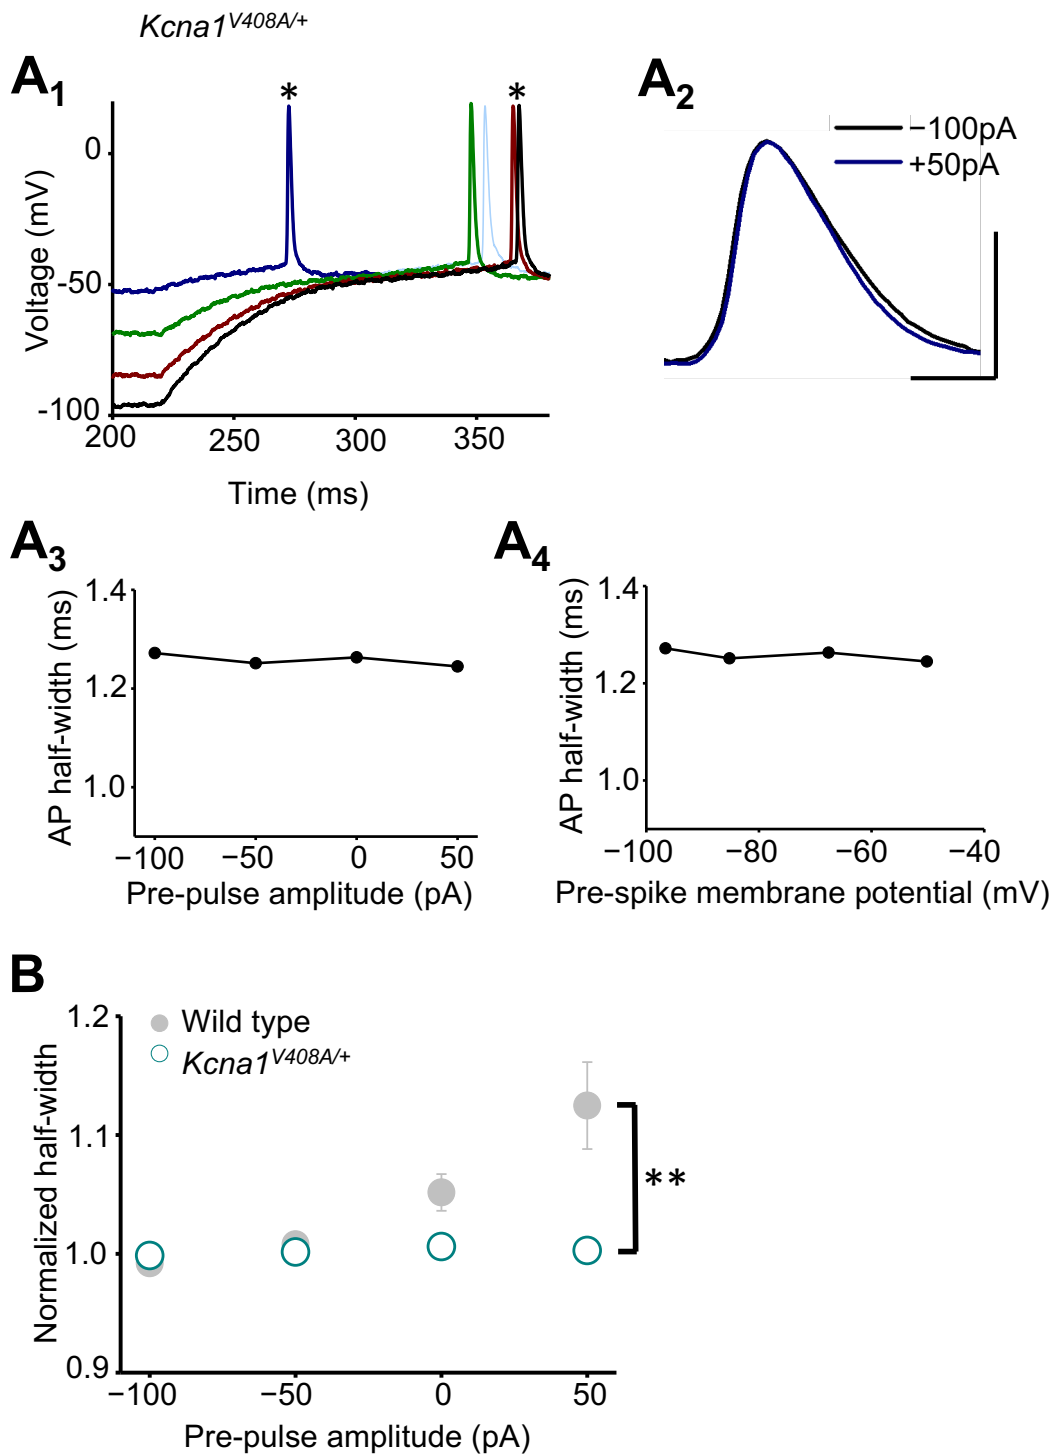 Kcna1V408A/+
A1
* *
0
-50
-100
Voltage (mV)
200 250 300 350
Time (ms)
A2
−100pA
+50pA
A3
1.4
1.2
1.0
AP half-width (ms)
−100 −50 0 50
Pre-pulse amplitude (pA)
A4
1.4
1.2
1.0
AP half-width (ms)
−100 −80 −60 −40
Pre-spike membrane potential (mV)
B
1.2
1.1
1.0
0.9
Normalized half-width
Wild type
Kcna1V408A/+
**
−100 −50 0 50
Pre-pulse amplitude (pA)